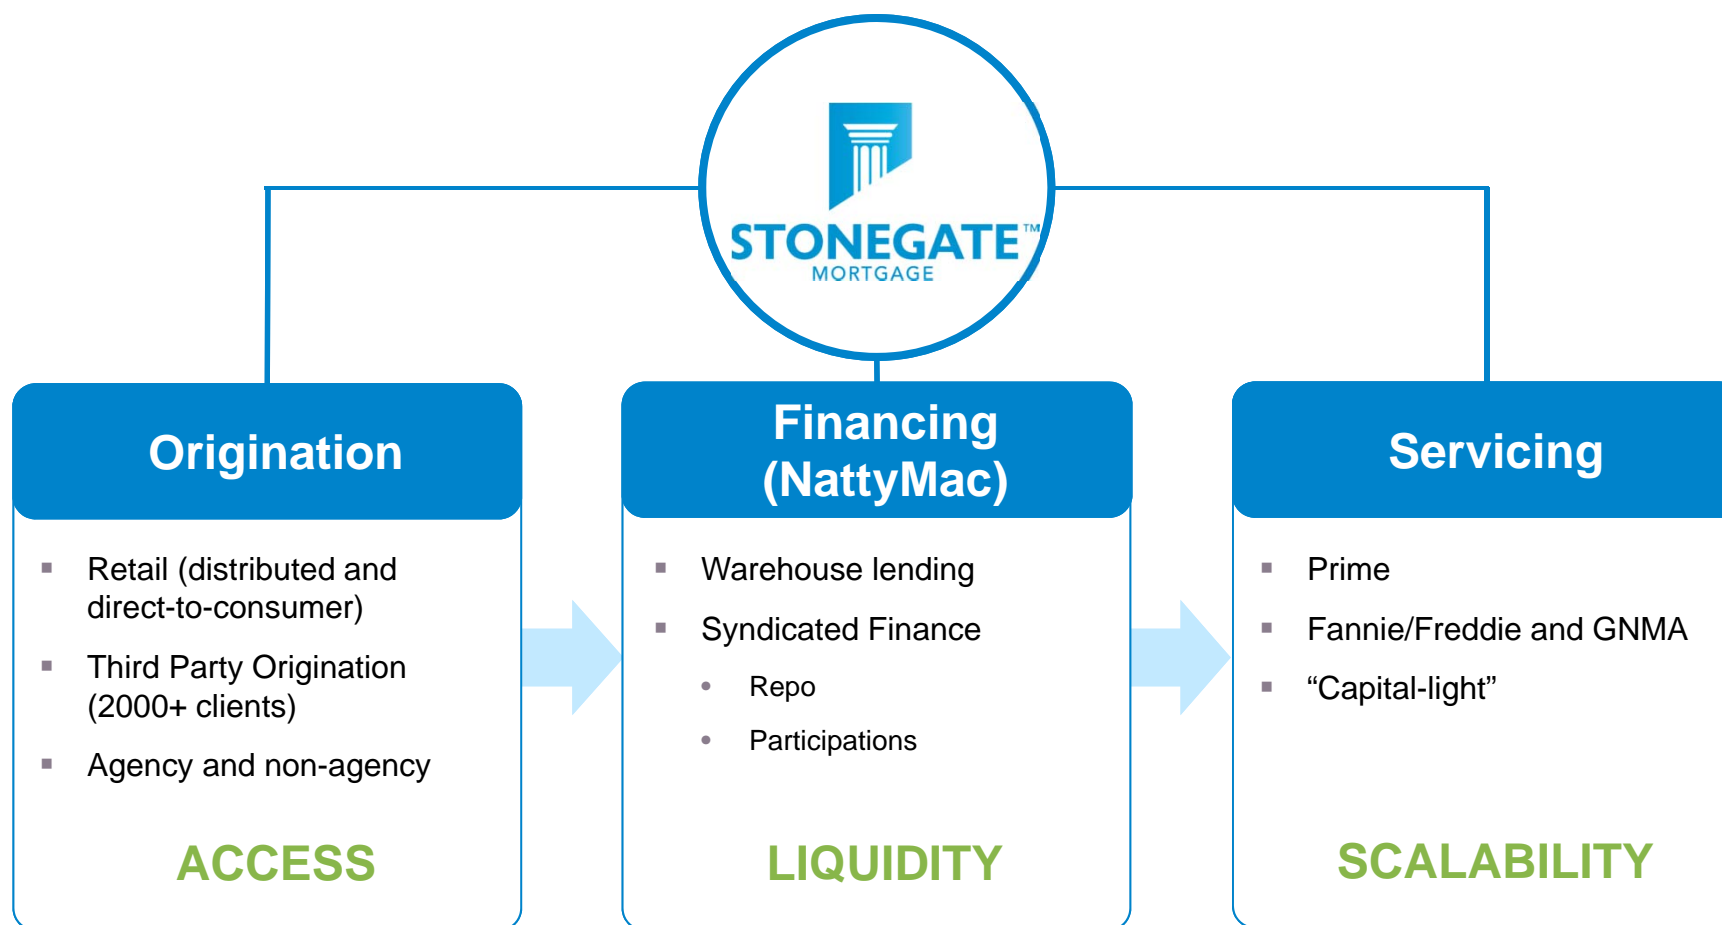 STONEGATE™
MORTGAGE
Origination
▪ Retail (distributed and
direct-to-consumer)
▪ Third Party Origination
(2000+ clients)
▪ Agency and non-agency
ACCESS
Financing
(NattyMac)
▪ Warehouse lending
▪ Syndicated Finance
• Repo
• Participations
LIQUIDITY
Servicing
▪ Prime
▪ Fannie/Freddie and GNMA
▪ “Capital-light”
SCALABILITY